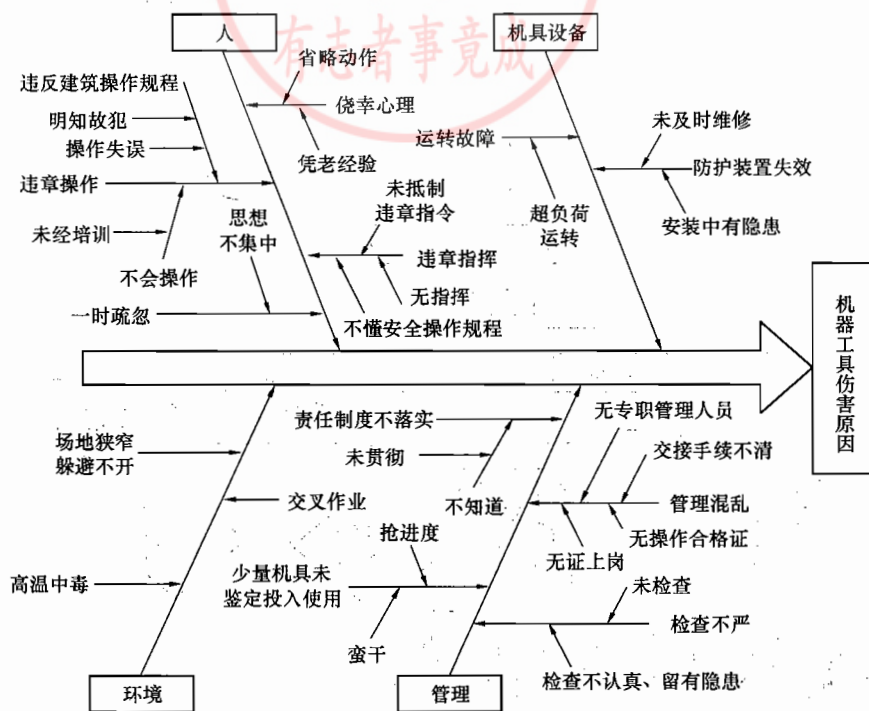 人
机具设备
有志者事竟成
省略动作
违反建筑操作规程
侥幸心理
明知故犯
未及时维修
运转故障
操作失误
凭老经验
防护装置失效
违章操作
未抵制
违章指令
思想
不集中
超负荷
运转
安装中有隐患
未经培训
违章指挥
不会操作
无指挥
一时疏忽
不懂安全操作规程
机器工具伤害原因
责任制度不落实
无专职管理人员
场地狭窄
躲避不开
未贯彻
交接手续不清
交叉作业
不知道
管理混乱
抢进度
无操作合格证
无证上岗
高温中毒
少量机具未
鉴定投入使用
未检查
检查不严
蛮干
检查不认真、留有隐患
环境
管理